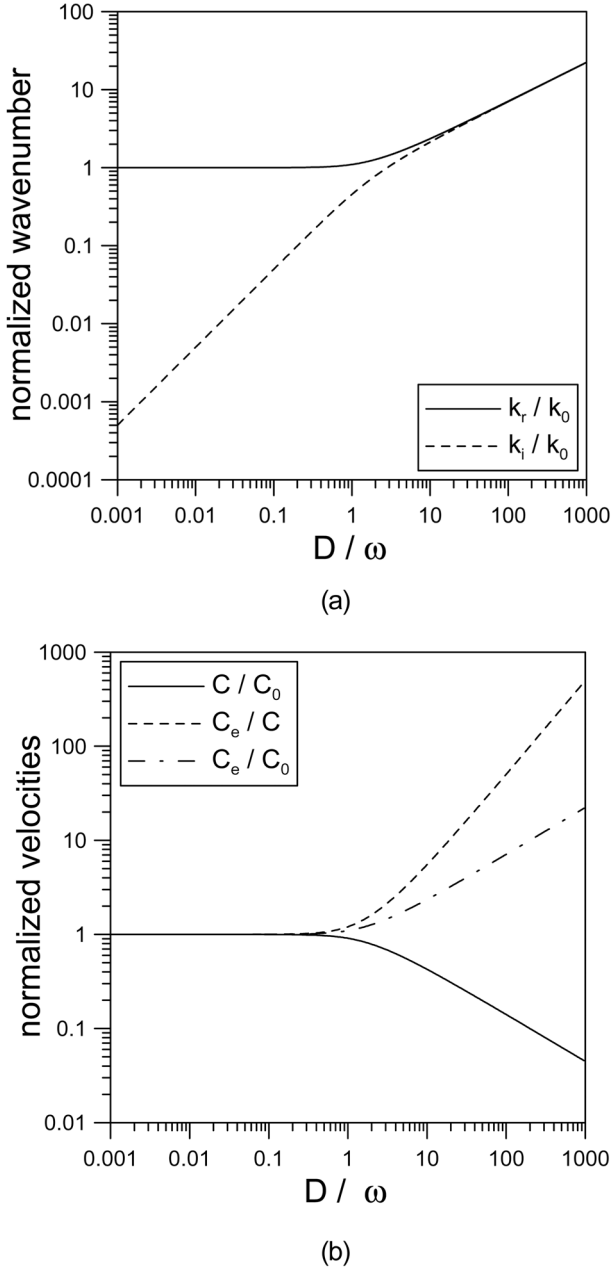 100
10
1
0.1
0.01
0.001
0.0001
normalized wavenumber
k_r / k_0
k_i / k_0
0.001 0.01 0.1 1 10 100 1000
D / ω
(a)
1000
100
10
1
0.1
0.01
normalized velocities
C / C_0
C_e / C
C_e / C_0
0.001 0.01 0.1 1 10 100 1000
D / ω
(b)